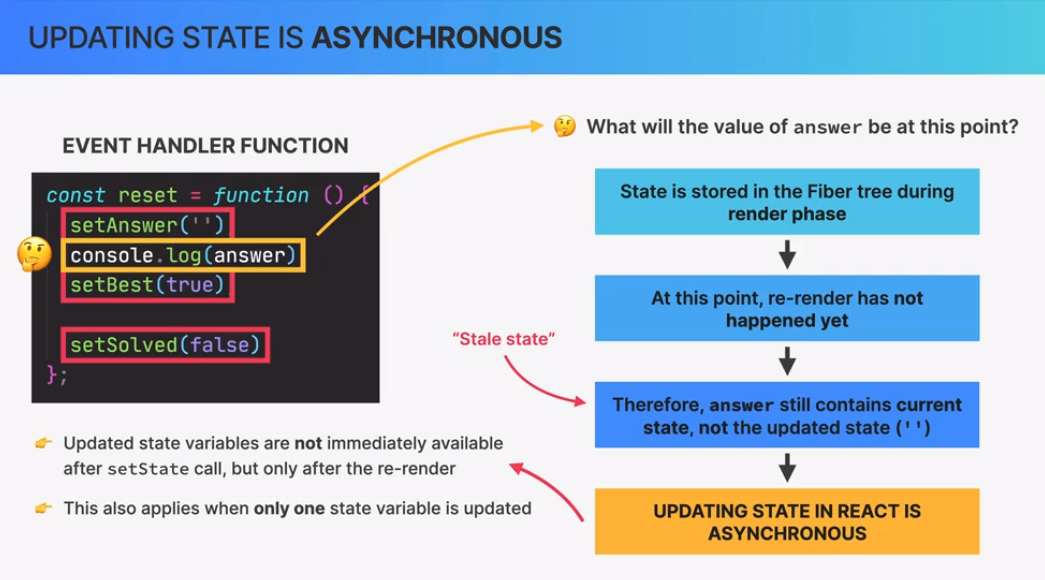 UPDATING STATE IS ASYNCHRONOUS
🤔 What will the value of answer be at this point?
EVENT HANDLER FUNCTION
const reset = function () {
setAnswer('')
🤔 console.log(answer)
setBest(true)
setSolved(false)
};
State is stored in the Fiber tree during
render phase
At this point, re-render has not
happened yet
"Stale state"
Therefore, answer still contains current
state, not the updated state ('')
UPDATING STATE IN REACT IS
ASYNCHRONOUS
👉 Updated state variables are not immediately available
after setState call, but only after the re-render
👉 This also applies when only one state variable is updated